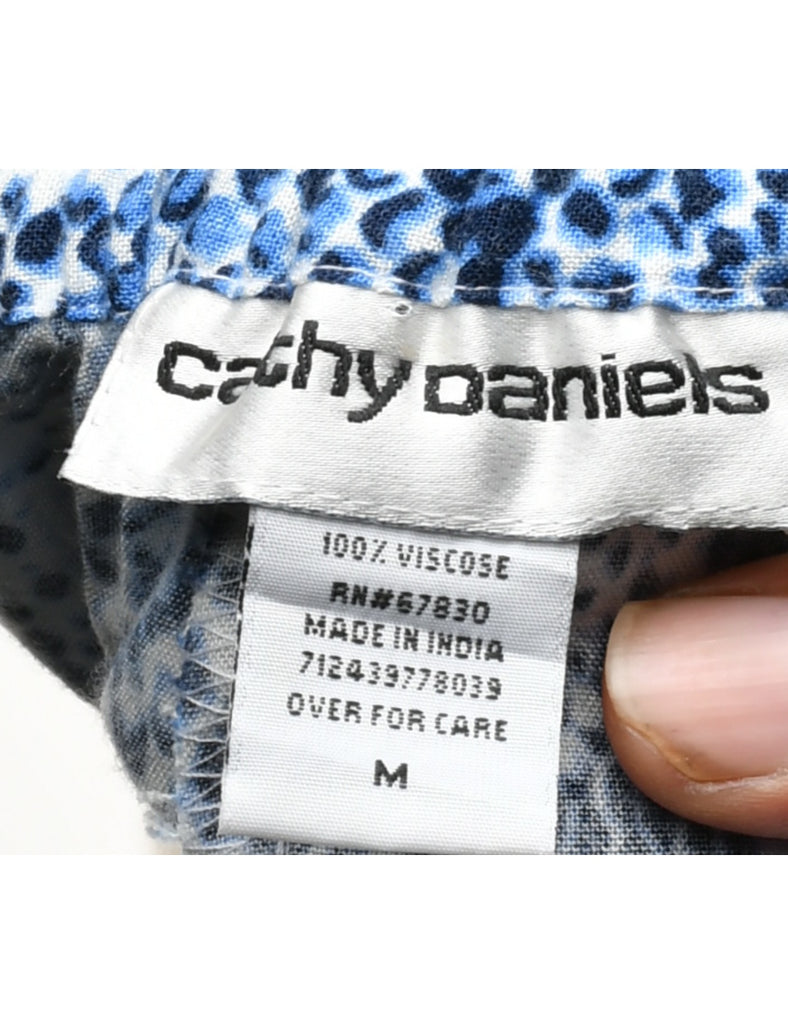 cathy Daniels
100% VISCOSE
RN#67830
MADE IN INDIA
712439778039
OVER FOR CARE
M